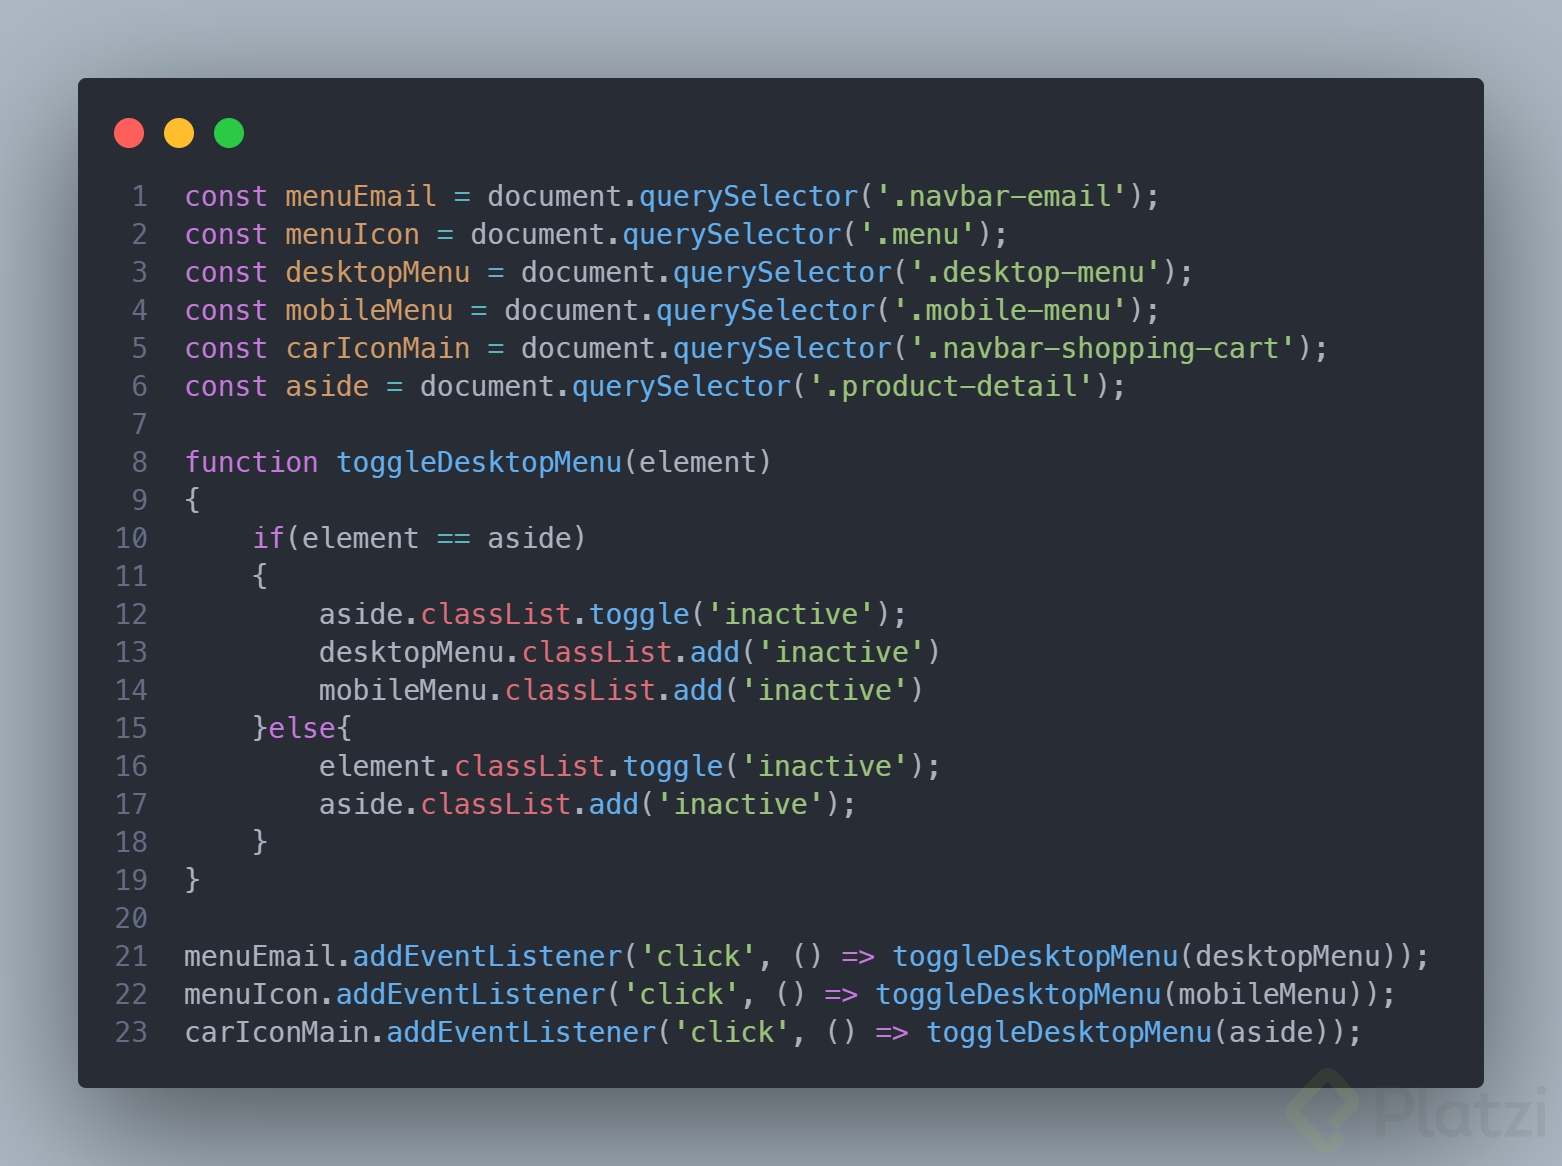 1 const menuEmail = document.querySelector('.navbar-email');
2 const menuIcon = document.querySelector('.menu');
3 const desktopMenu = document.querySelector('.desktop-menu');
4 const mobileMenu = document.querySelector('.mobile-menu');
5 const carIconMain = document.querySelector('.navbar-shopping-cart');
6 const aside = document.querySelector('.product-detail');
7
8 function toggleDesktopMenu(element)
9 {
10     if(element == aside)
11     {
12         aside.classList.toggle('inactive');
13         desktopMenu.classList.add('inactive')
14         mobileMenu.classList.add('inactive')
15     }else{
16         element.classList.toggle('inactive');
17         aside.classList.add('inactive');
18     }
19 }
20
21 menuEmail.addEventListener('click', () => toggleDesktopMenu(desktopMenu));
22 menuIcon.addEventListener('click', () => toggleDesktopMenu(mobileMenu));
23 carIconMain.addEventListener('click', () => toggleDesktopMenu(aside));
Platzi